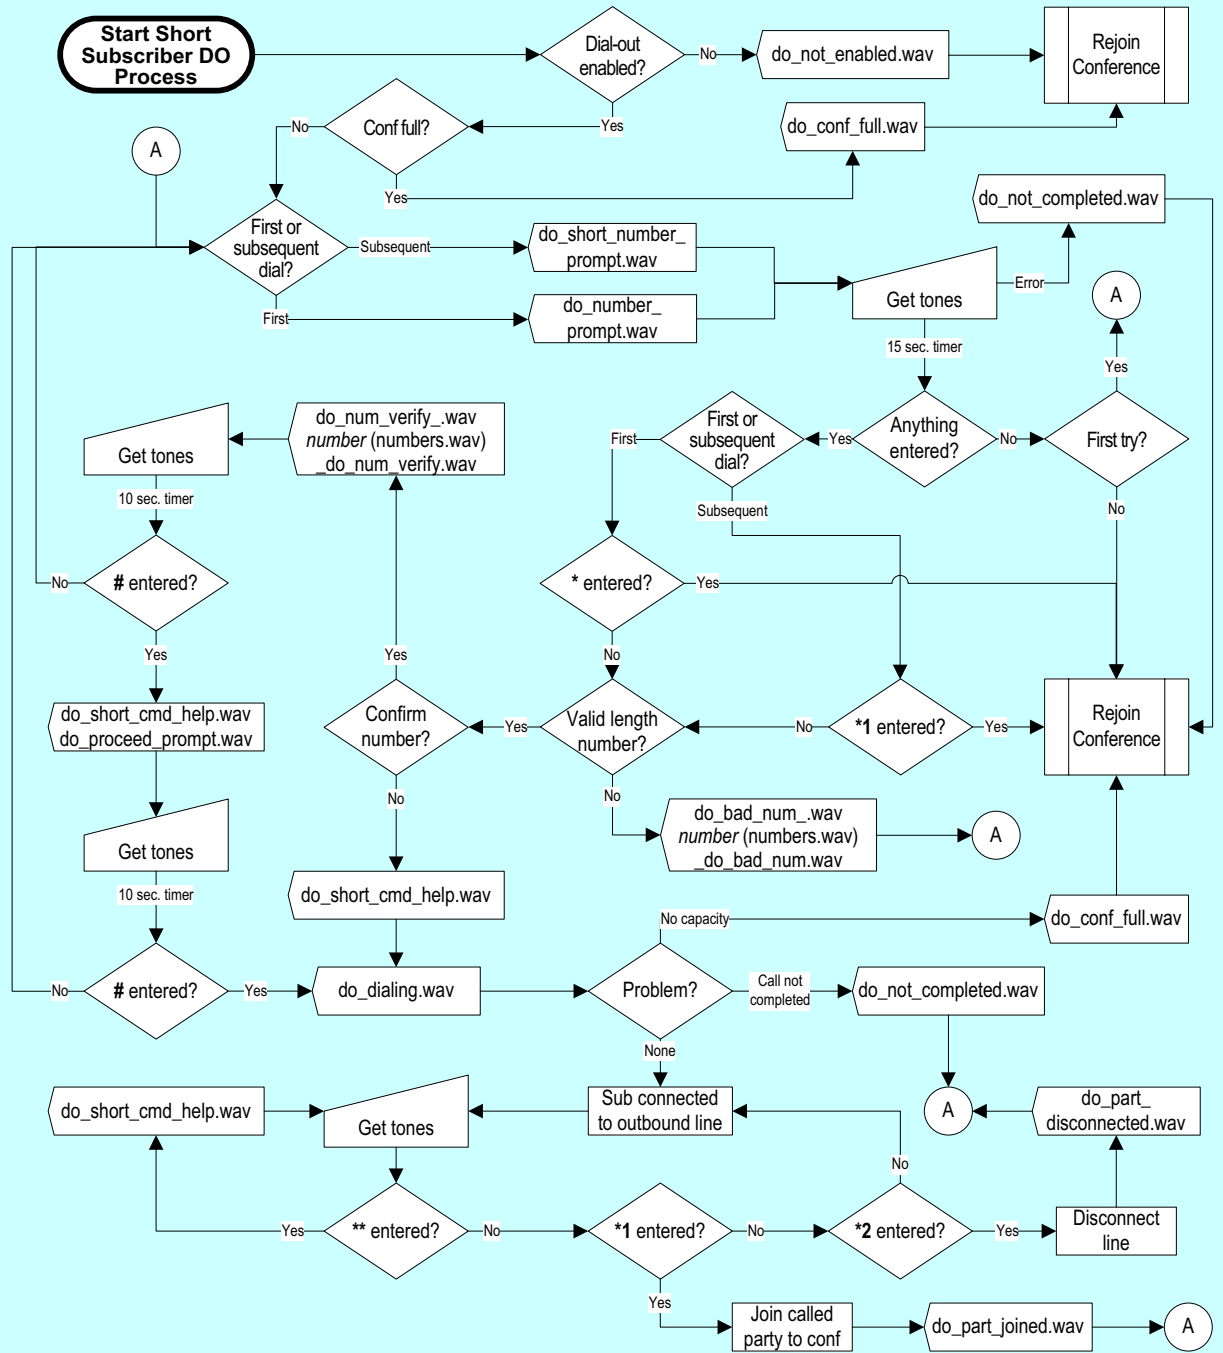 Start Short
Subscriber DO
Process
Dial-out
enabled?
No
do_not_enabled.wav
Rejoin
Conference
Yes
Conf full?
No
Yes
do_conf_full.wav
A
First or
subsequent
dial?
Subsequent
do_short_number_
prompt.wav
First
do_number_
prompt.wav
Get tones
Error
do_not_completed.wav
A
15 sec. timer
Yes
Anything
entered?
No
First try?
No
Yes
First or
subsequent
dial?
First
Subsequent
do_num_verify_.wav
number (numbers.wav)
_do_num_verify.wav
Get tones
10 sec. timer
# entered?
No
Yes
* entered?
Yes
No
Yes
do_short_cmd_help.wav
do_proceed_prompt.wav
Confirm
number?
Yes
Valid length
number?
No
*1 entered?
Yes
Rejoin
Conference
No
No
do_bad_num_.wav
number (numbers.wav)
_do_bad_num.wav
A
Get tones
10 sec. timer
do_short_cmd_help.wav
No capacity
do_conf_full.wav
# entered?
No
Yes
do_dialing.wav
Problem?
Call not
completed
do_not_completed.wav
None
do_short_cmd_help.wav
Get tones
Sub connected
to outbound line
A
do_part_
disconnected.wav
No
Yes
** entered?
No
*1 entered?
No
*2 entered?
Yes
Disconnect
line
Yes
Join called
party to conf
do_part_joined.wav
A